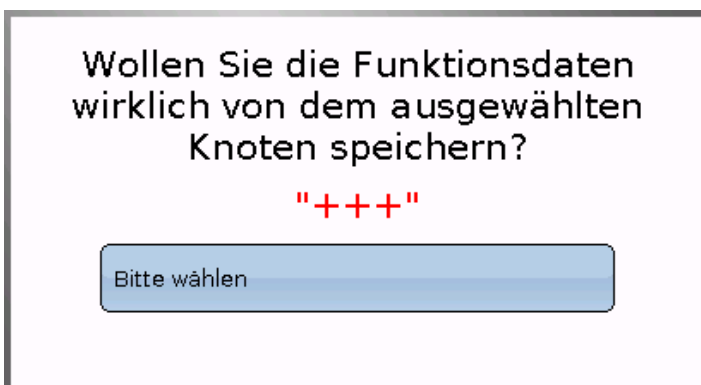 Wollen Sie die Funktionsdaten
wirklich von dem ausgewählten
Knoten speichern?
"+++"
Bitte wählen